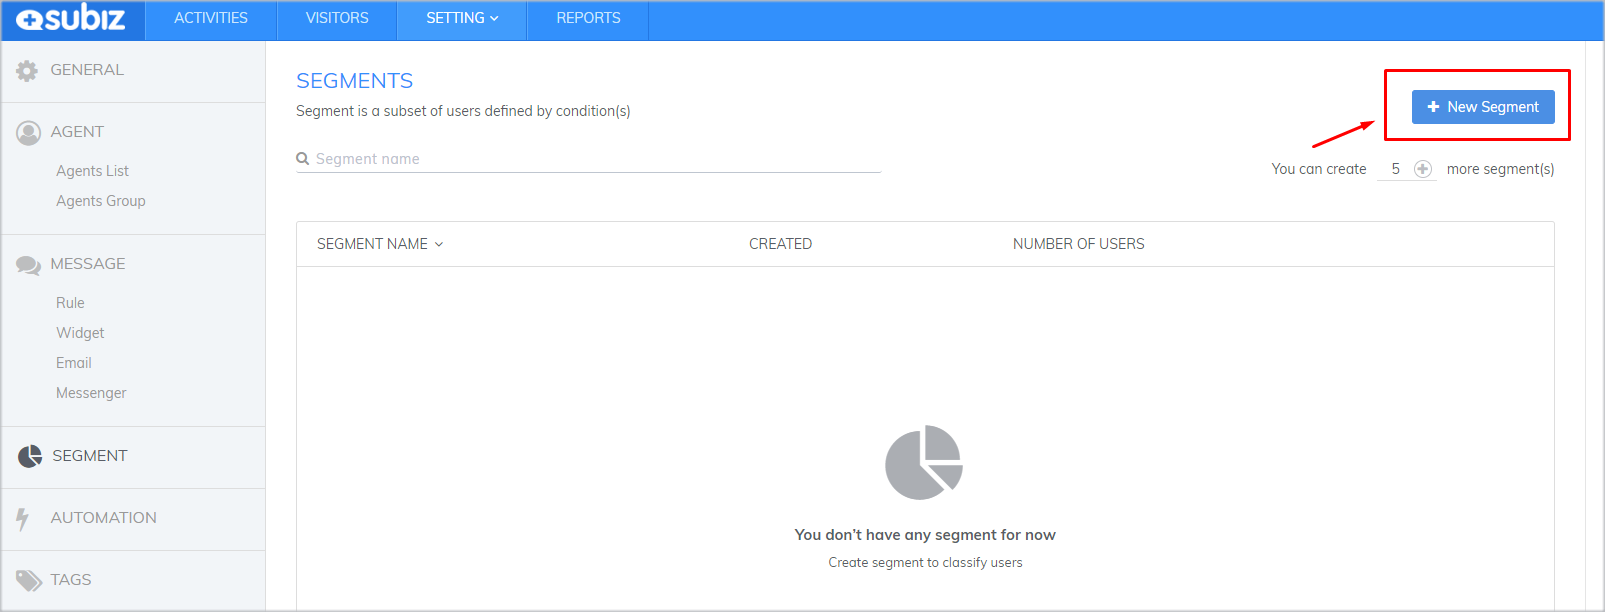 subiz ACTIVITIES VISITORS SETTING REPORTS
GENERAL
AGENT
Agents List
Agents Group
MESSAGE
Rule
Widget
Email
Messenger
SEGMENT
AUTOMATION
TAGS
SEGMENTS
Segment is a subset of users defined by condition(s)
New Segment
Segment name
You can create 5 more segment(s)
SEGMENT NAME CREATED NUMBER OF USERS
You don't have any segment for now
Create segment to classify users